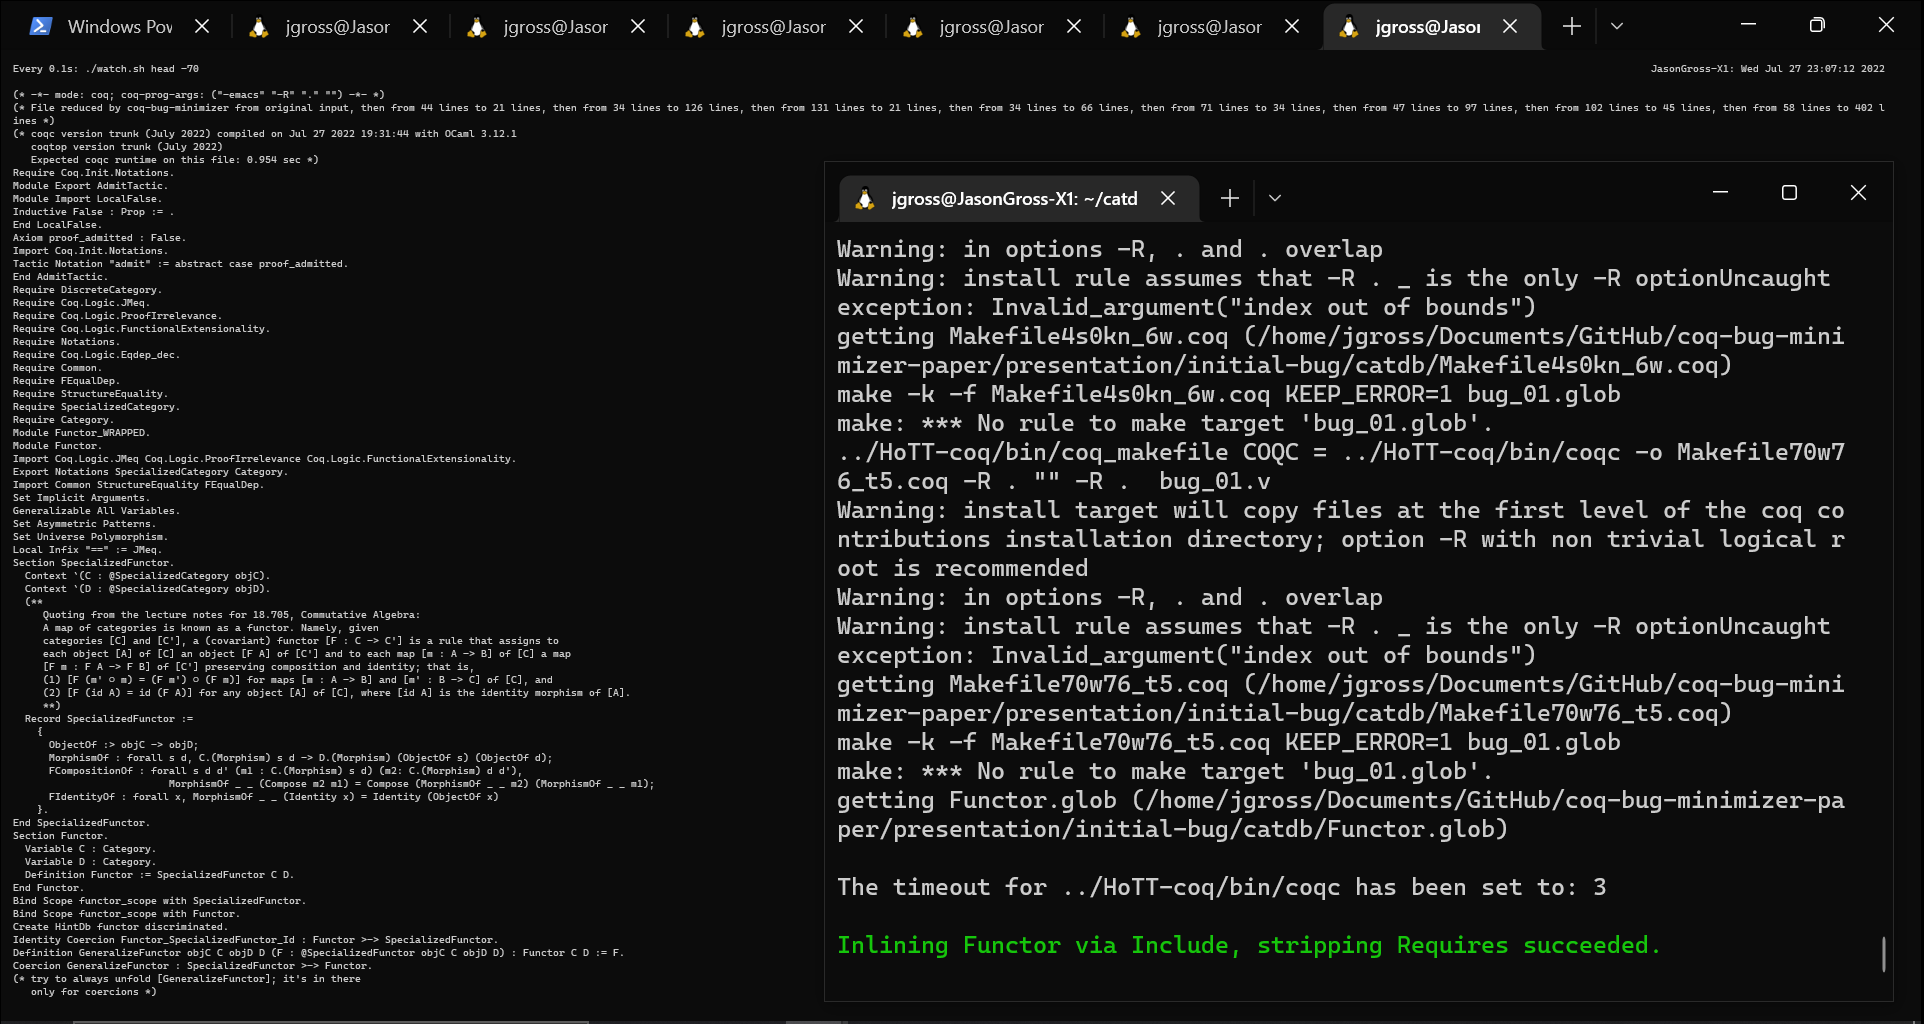 Windows Pov
jgross@Jasor
jgross@Jasor
jgross@Jasor
jgross@Jasor
jgross@Jasor
jgross@Jasor
Every 0.1s: ./watch.sh head -70
JasonGross-X1: Wed Jul 27 23:07:12 2022
(* -*- mode: coq; coq-prog-args: ("-emacs" "-R" "." "") -*- *)
(* File reduced by coq-bug-minimizer from original input, then from 44 lines to 21 lines, then from 34 lines to 126 lines, then from 131 lines to 21 lines, then from 34 lines to 66 lines, then from 71 lines to 34 lines, then from 47 lines to 97 lines, then from 102 lines to 45 lines, then from 58 lines to 402 l
ines *)
(* coqc version trunk (July 2022) compiled on Jul 27 2022 19:31:44 with OCaml 3.12.1
coqtop version trunk (July 2022)
Expected coqc runtime on this file: 0.954 sec *)
Require Coq.Init.Notations.
Module Export AdmitTactic.
Module Import LocalFalse.
Inductive False : Prop := .
End LocalFalse.
Axiom proof_admitted : False.
Import Coq.Init.Notations.
Tactic Notation "admit" := abstract case proof_admitted.
End AdmitTactic.
Require DiscreteCategory.
Require Coq.Logic.JMeq.
Require Coq.Logic.ProofIrrelevance.
Require Coq.Logic.FunctionalExtensionality.
Require Notations.
Require Coq.Logic.Eqdep_dec.
Require Common.
Require FEqualDep.
Require StructureEquality.
Require SpecializedCategory.
Require Category.
Module Functor_WRAPPED.
Module Functor.
Import Coq.Logic.JMeq Coq.Logic.ProofIrrelevance Coq.Logic.FunctionalExtensionality.
Export Notations SpecializedCategory Category.
Import Common StructureEquality FEqualDep.
Set Implicit Arguments.
Generalizable All Variables.
Set Asymmetric Patterns.
Set Universe Polymorphism.
Local Infix "==" := JMeq.
Section SpecializedFunctor.
Context `(C : @SpecializedCategory objC).
Context `(D : @SpecializedCategory objD).
(**
Quoting from the lecture notes for 18.705, Commutative Algebra:
A map of categories is known as a functor. Namely, given
categories [C] and [C'], a (covariant) functor [F : C -> C'] is a rule that assigns to
each object [A] of [C] an object [F A] of [C'] and to each map [m : A -> B] of [C] a map
[F m : F A -> F B] of [C'] preserving composition and identity; that is,
(1) [F (m' ○ m) = (F m') ○ (F m)] for maps [m : A -> B] and [m' : B -> C] of [C], and
(2) [F (id A) = id (F A)] for any object [A] of [C], where [id A] is the identity morphism of [A].
**)
Record SpecializedFunctor :=
{
ObjectOf :> objC -> objD;
MorphismOf : forall s d, C.(Morphism) s d -> D.(Morphism) (ObjectOf s) (ObjectOf d);
FCompositionOf : forall s d d' (m1 : C.(Morphism) s d) (m2: C.(Morphism) d d'),
MorphismOf _ _ (Compose m2 m1) = Compose (MorphismOf _ _ m2) (MorphismOf _ _ m1);
FIdentityOf : forall x, MorphismOf _ _ (Identity x) = Identity (ObjectOf x)
}.
End SpecializedFunctor.
Section Functor.
Variable C : Category.
Variable D : Category.
Definition Functor := SpecializedFunctor C D.
End Functor.
Bind Scope functor_scope with SpecializedFunctor.
Bind Scope functor_scope with Functor.
Create HintDb functor discriminated.
Identity Coercion Functor_SpecializedFunctor_Id : Functor >-> SpecializedFunctor.
Definition GeneralizeFunctor objC C objD D (F : @SpecializedFunctor objC C objD D) : Functor C D := F.
Coercion GeneralizeFunctor : SpecializedFunctor >-> Functor.
(* try to always unfold [GeneralizeFunctor]; it's in there
only for coercions *)
jgross@JasonGross-X1: ~/catd
Warning: in options -R, . and . overlap
Warning: install rule assumes that -R . _ is the only -R optionUncaught
exception: Invalid_argument("index out of bounds")
getting Makefile4s0kn_6w.coq (/home/jgross/Documents/GitHub/coq-bug-mini
mizer-paper/presentation/initial-bug/catdb/Makefile4s0kn_6w.coq)
make -k -f Makefile4s0kn_6w.coq KEEP_ERROR=1 bug_01.glob
make: *** No rule to make target 'bug_01.glob'.
../HoTT-coq/bin/coq_makefile COQC = ../HoTT-coq/bin/coqc -o Makefile70w7
6_t5.coq -R . "" -R .  bug_01.v
Warning: install target will copy files at the first level of the coq co
ntributions installation directory; option -R with non trivial logical r
oot is recommended
Warning: in options -R, . and . overlap
Warning: install rule assumes that -R . _ is the only -R optionUncaught
exception: Invalid_argument("index out of bounds")
getting Makefile70w76_t5.coq (/home/jgross/Documents/GitHub/coq-bug-mini
mizer-paper/presentation/initial-bug/catdb/Makefile70w76_t5.coq)
make -k -f Makefile70w76_t5.coq KEEP_ERROR=1 bug_01.glob
make: *** No rule to make target 'bug_01.glob'.
getting Functor.glob (/home/jgross/Documents/GitHub/coq-bug-minimizer-pa
per/presentation/initial-bug/catdb/Functor.glob)
The timeout for ../HoTT-coq/bin/coqc has been set to: 3
Inlining Functor via Include, stripping Requires succeeded.